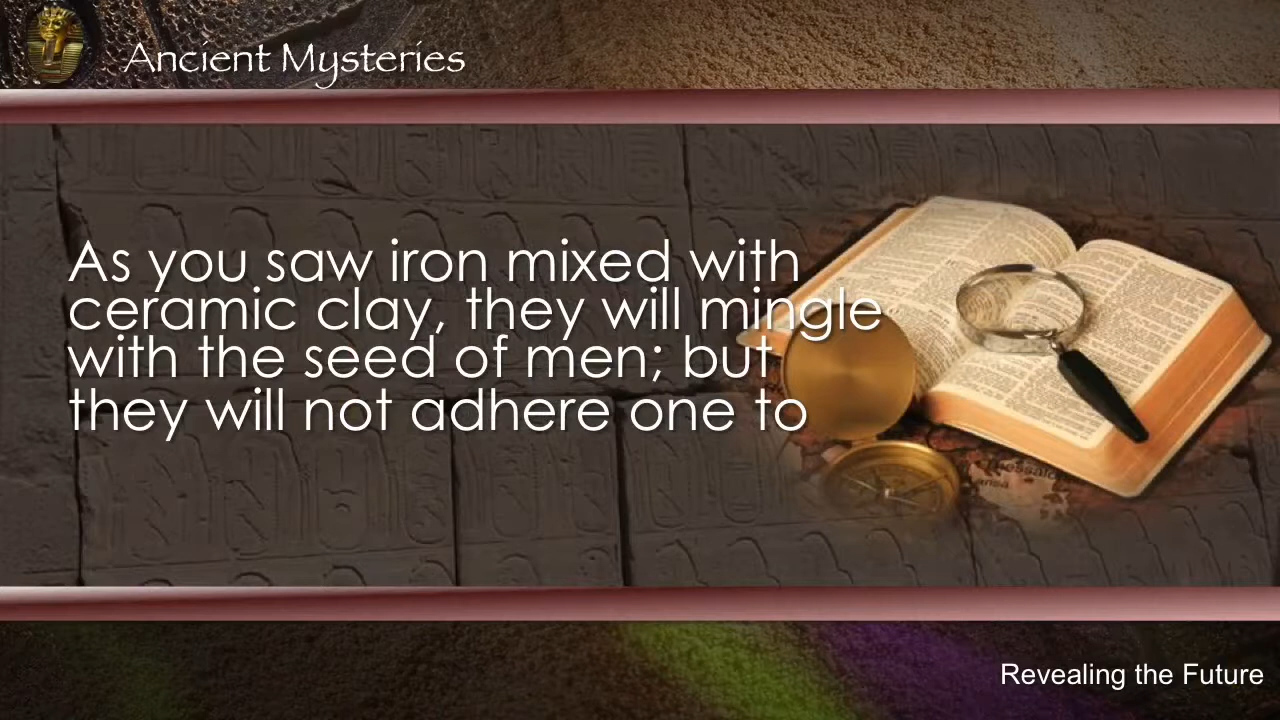 Ancient Mysteries
As you saw iron mixed with
ceramic clay, they will mingle
with the seed of men; but
they will not adhere one to
Thessalo
Revealing the Future